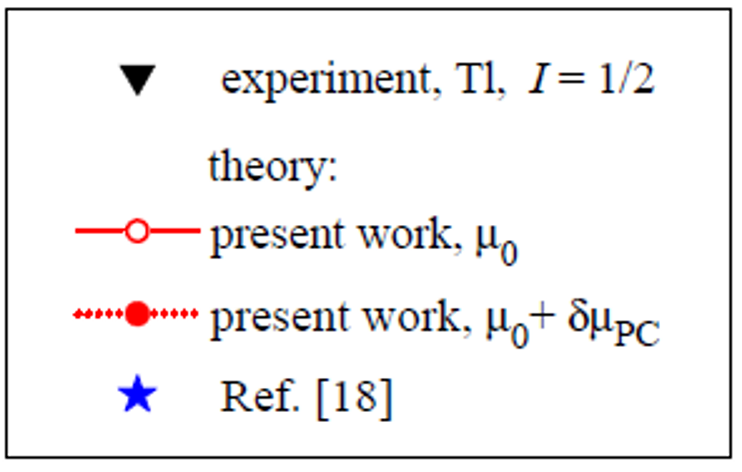 experiment, Tl, I = 1/2
theory:
present work, μ0
present work, μ0+ δμPC
Ref. [18]